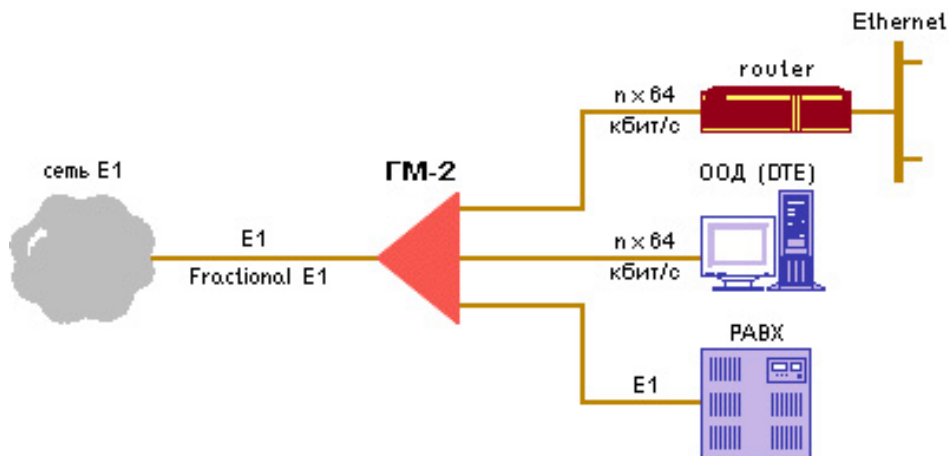 Ethernet
router
n x 64
кбит/с
сеть E1
ГМ-2
ООД (DTE)
E1
Fractional E1
n x 64
кбит/с
PABX
E1